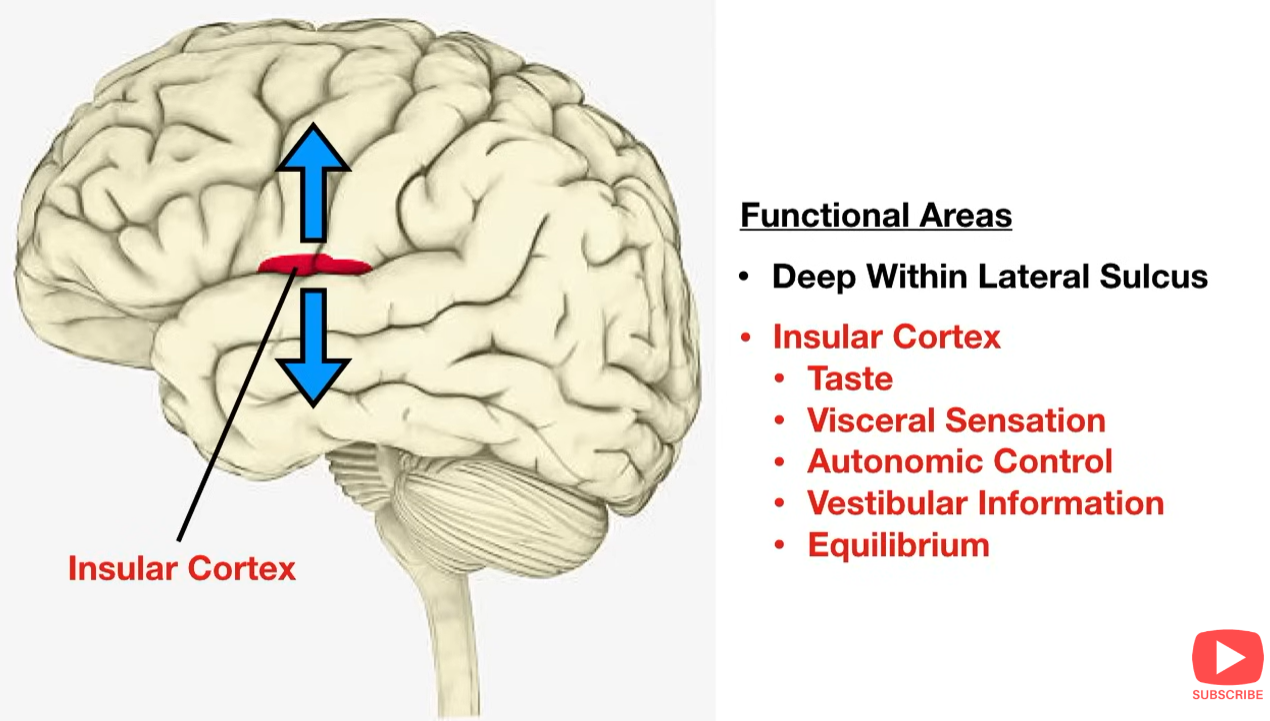 Functional Areas
• Deep Within Lateral Sulcus
• Insular Cortex
• Taste
• Visceral Sensation
• Autonomic Control
• Vestibular Information
• Equilibrium
Insular Cortex
SUBSCRIBE